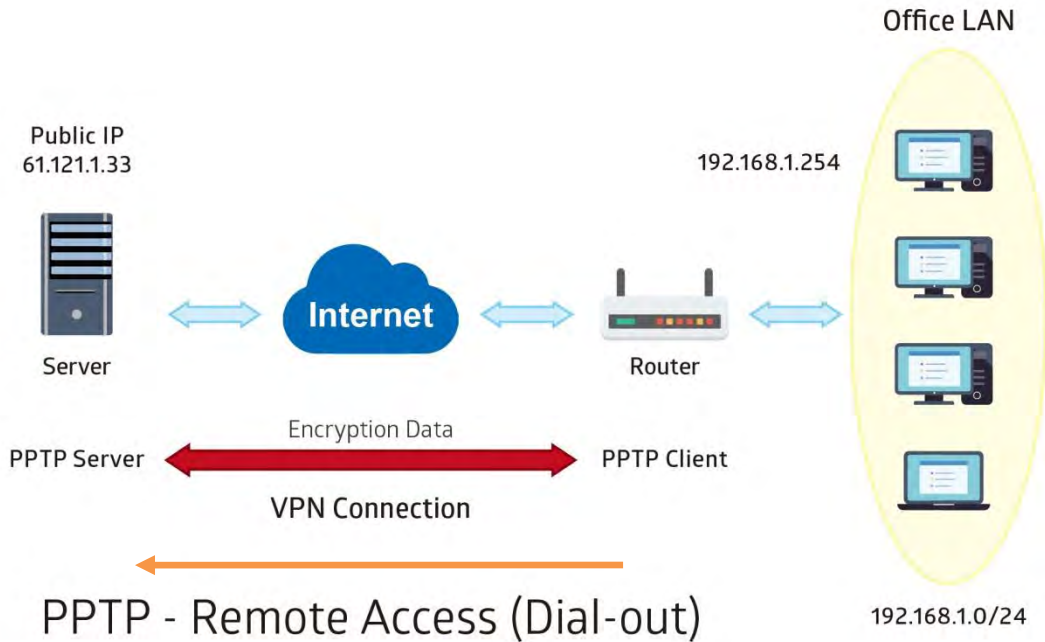 Office LAN
Public IP
61.121.1.33
192.168.1.254
Internet
Server
Router
Encryption Data
PPTP Server
PPTP Client
VPN Connection
PPTP - Remote Access (Dial-out)
192.168.1.0/24